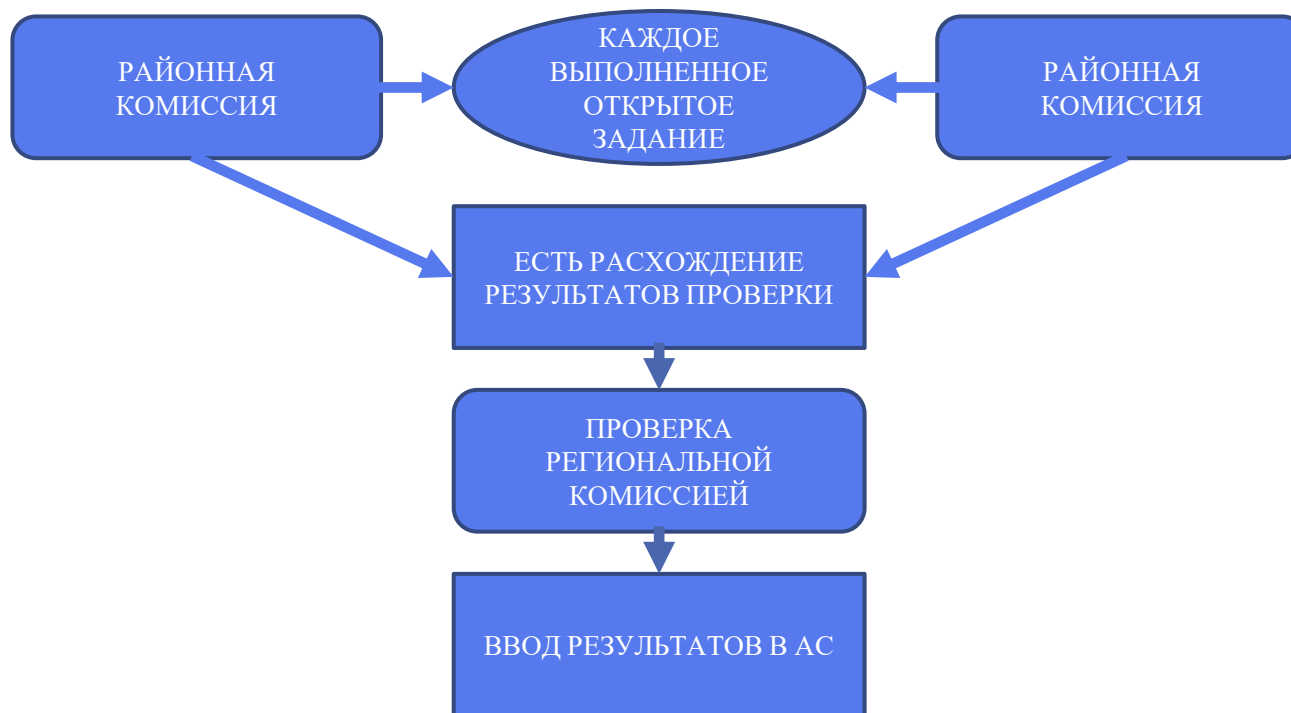 РАЙОННАЯ
КОМИССИЯ
КАЖДОЕ
ВЫПОЛНЕННОЕ
ОТКРЫТОЕ
ЗАДАНИЕ
РАЙОННАЯ
КОМИССИЯ
ЕСТЬ РАСХОЖДЕНИЕ
РЕЗУЛЬТАТОВ ПРОВЕРКИ
ПРОВЕРКА
РЕГИОНАЛЬНОЙ
КОМИССИЕЙ
ВВОД РЕЗУЛЬТАТОВ В АС